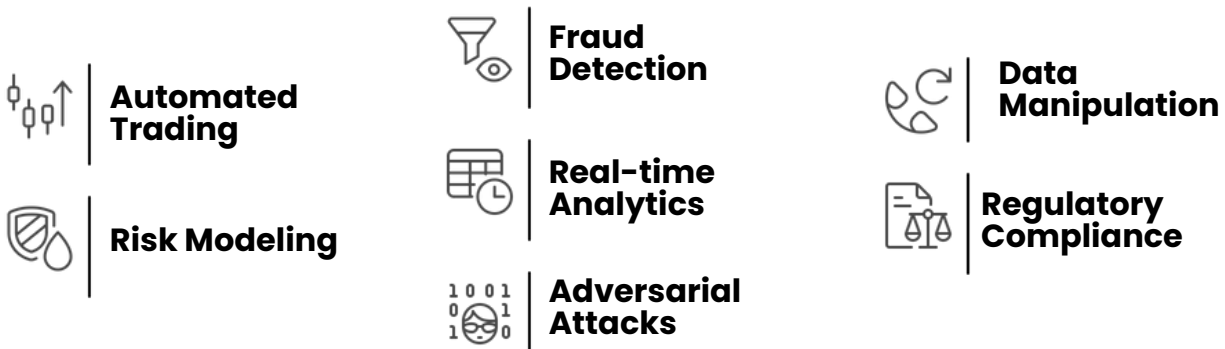 Automated
Trading
Risk Modeling
Fraud
Detection
Real-time
Analytics
1 0 0 1
0 1
1 0
Adversarial
Attacks
Data
Manipulation
Regulatory
Compliance